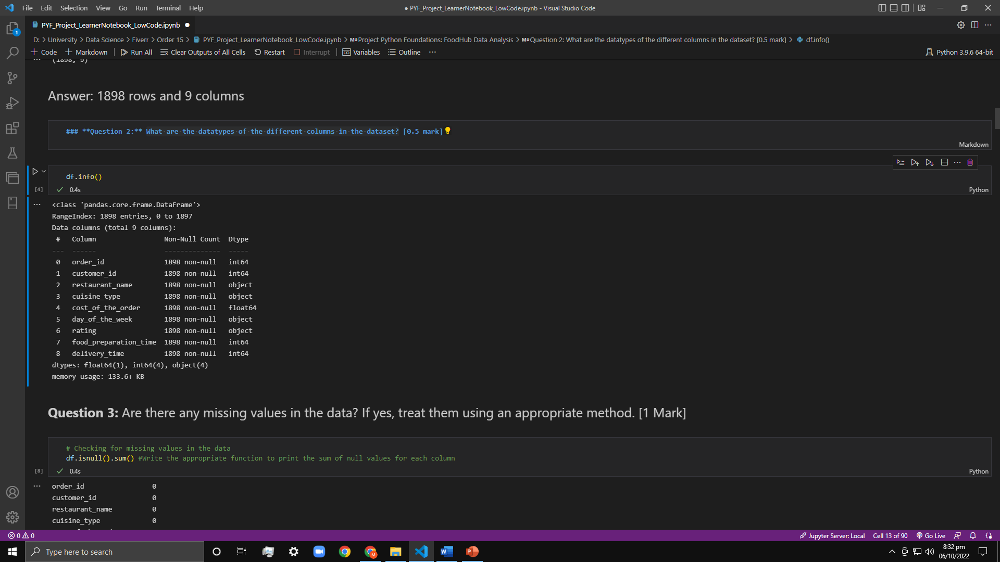 File Edit Selection View Go Run Terminal Help ● PYF_Project_LearnerNotebook_LowCode.ipynb - Visual Studio Code
PYF_Project_LearnerNotebook_LowCode.ipynb ●
D: > University > Data Science > Fiverr > Order 15 > PYF_Project_LearnerNotebook_LowCode.ipynb > M↓Project Python Foundations: FoodHub Data Analysis > M↓Question 2: What are the datatypes of the different columns in the dataset? [0.5 mark] > df.info()
+ Code + Markdown Run All Clear Outputs of All Cells Restart Interrupt Variables Outline ··· Python 3.9.6 64-bit
(1898, 9)
Answer: 1898 rows and 9 columns
### **Question 2:** What are the datatypes of the different columns in the dataset? [0.5 mark]
Markdown
df.info()
[4] 0.4s Python
<class 'pandas.core.frame.DataFrame'>
RangeIndex: 1898 entries, 0 to 1897
Data columns (total 9 columns):
# Column Non-Null Count Dtype
--- ------ -------------- -----
0 order_id 1898 non-null int64
1 customer_id 1898 non-null int64
2 restaurant_name 1898 non-null object
3 cuisine_type 1898 non-null object
4 cost_of_the_order 1898 non-null float64
5 day_of_the_week 1898 non-null object
6 rating 1898 non-null object
7 food_preparation_time 1898 non-null int64
8 delivery_time 1898 non-null int64
dtypes: float64(1), int64(4), object(4)
memory usage: 133.6+ KB
Question 3: Are there any missing values in the data? If yes, treat them using an appropriate method. [1 Mark]
# Checking for missing values in the data
df.isnull().sum() #Write the appropriate function to print the sum of null values for each column
[8] 0.4s Python
order_id 0
customer_id 0
restaurant_name 0
cuisine_type 0
0 0 Jupyter Server: Local Cell 13 of 90 Go Live
Type here to search
8:32 pm
06/10/2022